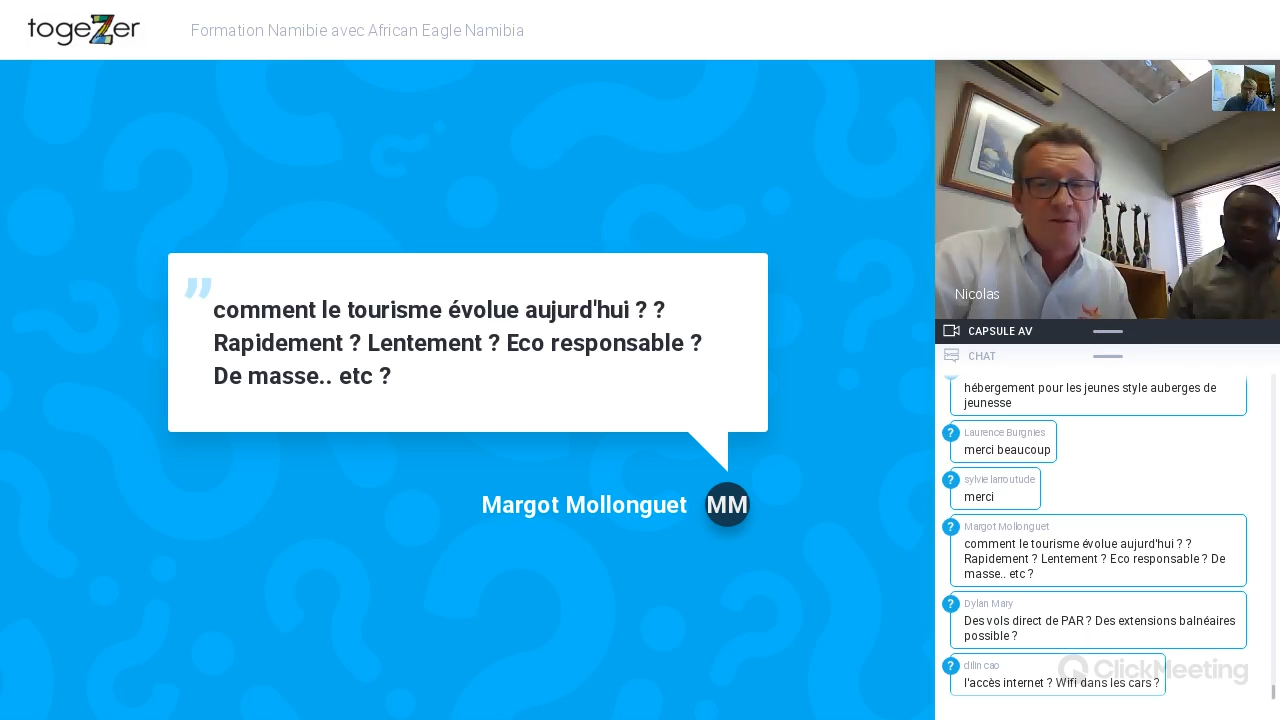 togeZer
Formation Namibie avec African Eagle Namibia
”
comment le tourisme évolue aujurd'hui ? ?
Rapidement ? Lentement ? Eco responsable ?
De masse.. etc ?
Margot Mollonguet
MM
Nicolas
CAPSULE AV
CHAT
hébergement pour les jeunes style auberges de
jeunesse
?
Laurence Burgnies
merci beaucoup
?
sylvie larroutude
merci
?
Margot Mollonguet
comment le tourisme évolue aujurd'hui ? ?
Rapidement ? Lentement ? Eco responsable ? De
masse.. etc ?
?
Dylan Mary
Des vols direct de PAR ? Des extensions balnéaires
possible ?
?
dilin cao
l'accès internet ? Wifi dans les cars ?
ClickMeeting